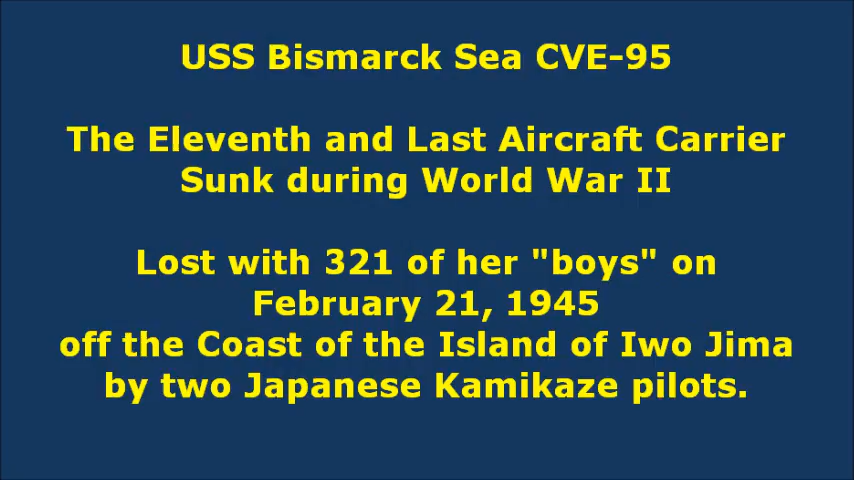 USS Bismarck Sea CVE-95
The Eleventh and Last Aircraft Carrier
Sunk during World War II
Lost with 321 of her "boys" on
February 21, 1945
off the Coast of the Island of Iwo Jima
by two Japanese Kamikaze pilots.